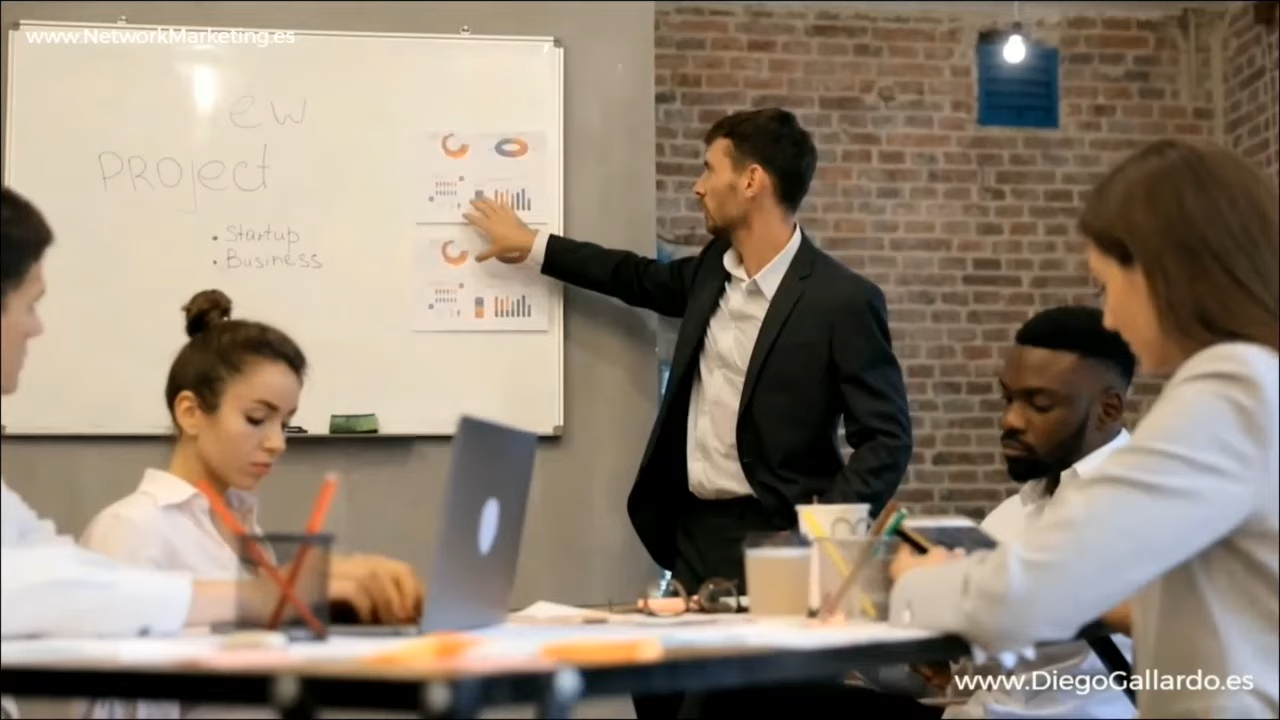 www.NetworkMarketing.es
ew
PROject
• Startup
• Business
www.DiegoGallardo.es